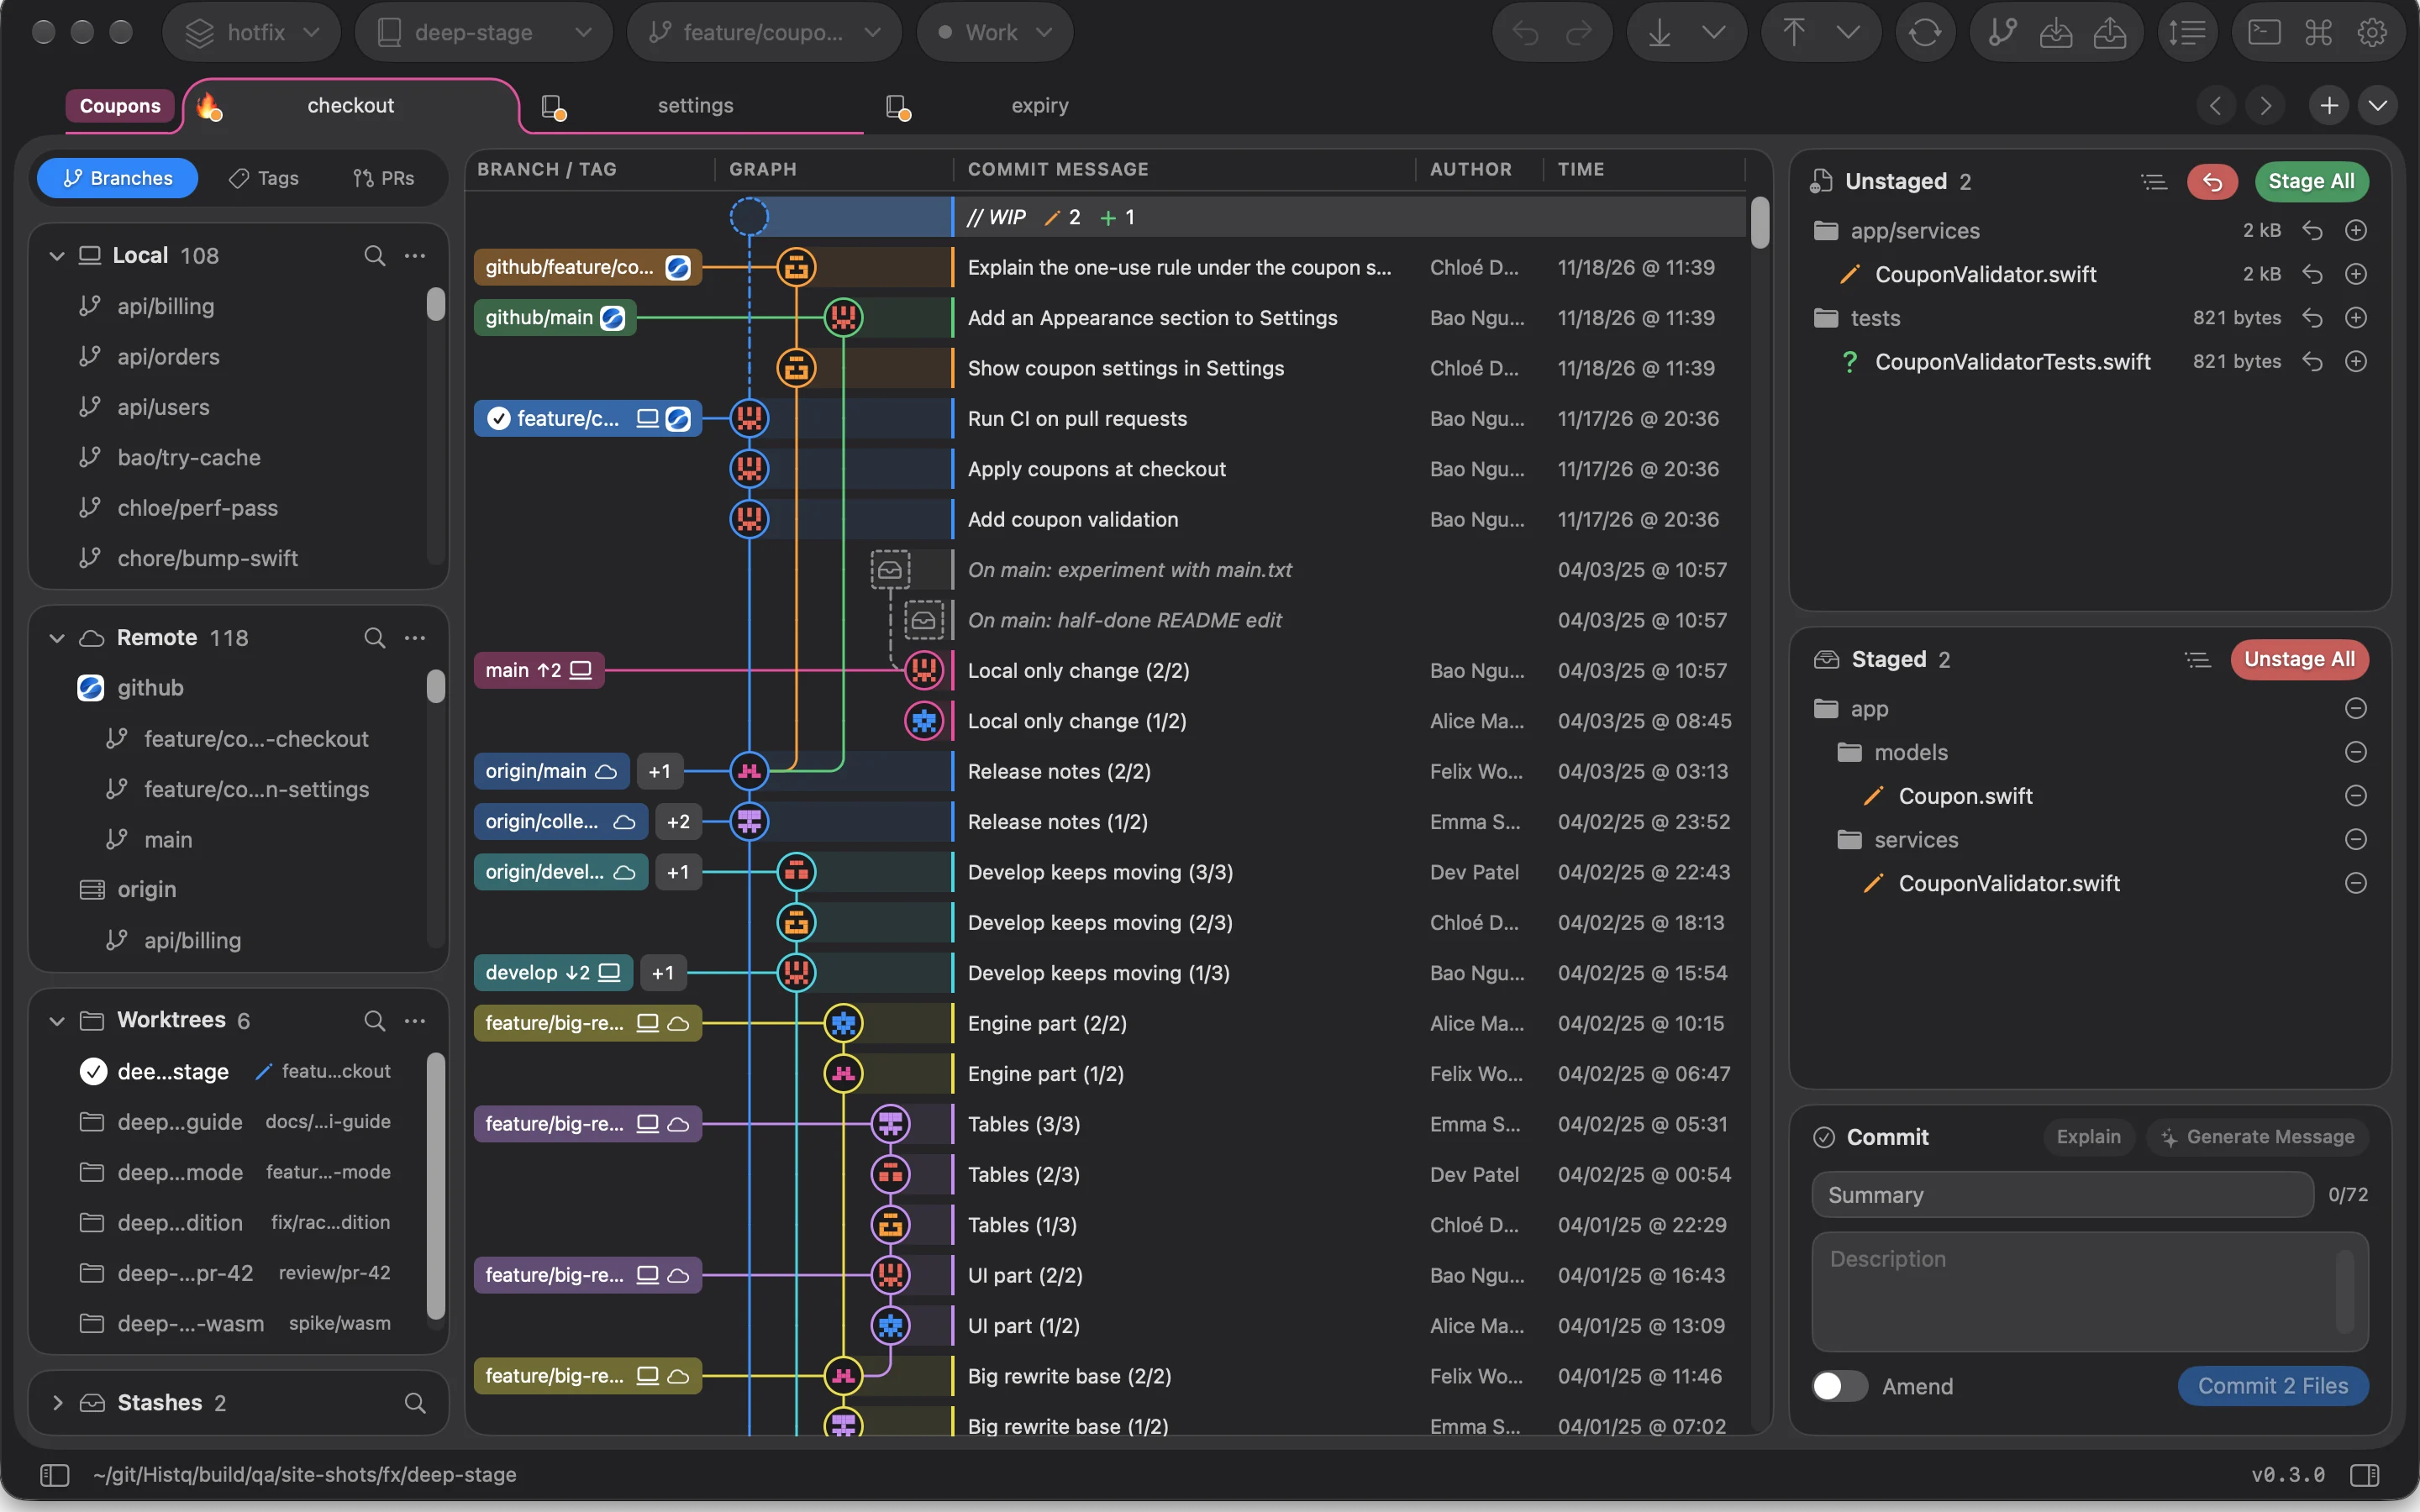 hotfix
deep-stage
feature/coupo...
Work
Coupons
checkout
settings
expiry
Branches
Tags
PRs
Local 108
api/billing
api/orders
api/users
bao/try-cache
chloe/perf-pass
chore/bump-swift
Remote 118
github
feature/co...-checkout
feature/co...n-settings
main
origin
api/billing
Worktrees 6
dee...stage featu...ckout
deep...guide docs/...i-guide
deep...mode featur...-mode
deep...dition fix/rac...dition
deep-...pr-42 review/pr-42
deep-...-wasm spike/wasm
Stashes 2
BRANCH / TAG GRAPH COMMIT MESSAGE AUTHOR TIME
// WIP 2 + 1
github/feature/co... Explain the one-use rule under the coupon s... Chloé D... 11/18/26 @ 11:39
github/main Add an Appearance section to Settings Bao Ngu... 11/18/26 @ 11:39
Show coupon settings in Settings Chloé D... 11/18/26 @ 11:39
feature/c... Run CI on pull requests Bao Ngu... 11/17/26 @ 20:36
Apply coupons at checkout Bao Ngu... 11/17/26 @ 20:36
Add coupon validation Bao Ngu... 11/17/26 @ 20:36
On main: experiment with main.txt 04/03/25 @ 10:57
On main: half-done README edit 04/03/25 @ 10:57
main ↑2 Local only change (2/2) Bao Ngu... 04/03/25 @ 10:57
Local only change (1/2) Alice Ma... 04/03/25 @ 08:45
origin/main +1 Release notes (2/2) Felix Wo... 04/03/25 @ 03:13
origin/colle... +2 Release notes (1/2) Emma S... 04/02/25 @ 23:52
origin/devel... +1 Develop keeps moving (3/3) Dev Patel 04/02/25 @ 22:43
Develop keeps moving (2/3) Chloé D... 04/02/25 @ 18:13
develop ↓2 +1 Develop keeps moving (1/3) Bao Ngu... 04/02/25 @ 15:54
feature/big-re... Engine part (2/2) Alice Ma... 04/02/25 @ 10:15
Engine part (1/2) Felix Wo... 04/02/25 @ 06:47
feature/big-re... Tables (3/3) Emma S... 04/02/25 @ 05:31
Tables (2/3) Dev Patel 04/02/25 @ 00:54
Tables (1/3) Chloé D... 04/01/25 @ 22:29
feature/big-re... UI part (2/2) Bao Ngu... 04/01/25 @ 16:43
UI part (1/2) Alice Ma... 04/01/25 @ 13:09
feature/big-re... Big rewrite base (2/2) Felix Wo... 04/01/25 @ 11:46
Big rewrite base (1/2) Emma S... 04/01/25 @ 07:02
Unstaged 2 Stage All
app/services 2 kB
CouponValidator.swift 2 kB
tests 821 bytes
? CouponValidatorTests.swift 821 bytes
Staged 2 Unstage All
app
models
Coupon.swift
services
CouponValidator.swift
Commit Explain Generate Message
Summary 0/72
Description
Amend Commit 2 Files
~/git/Histq/build/qa/site-shots/fx/deep-stage
v0.3.0